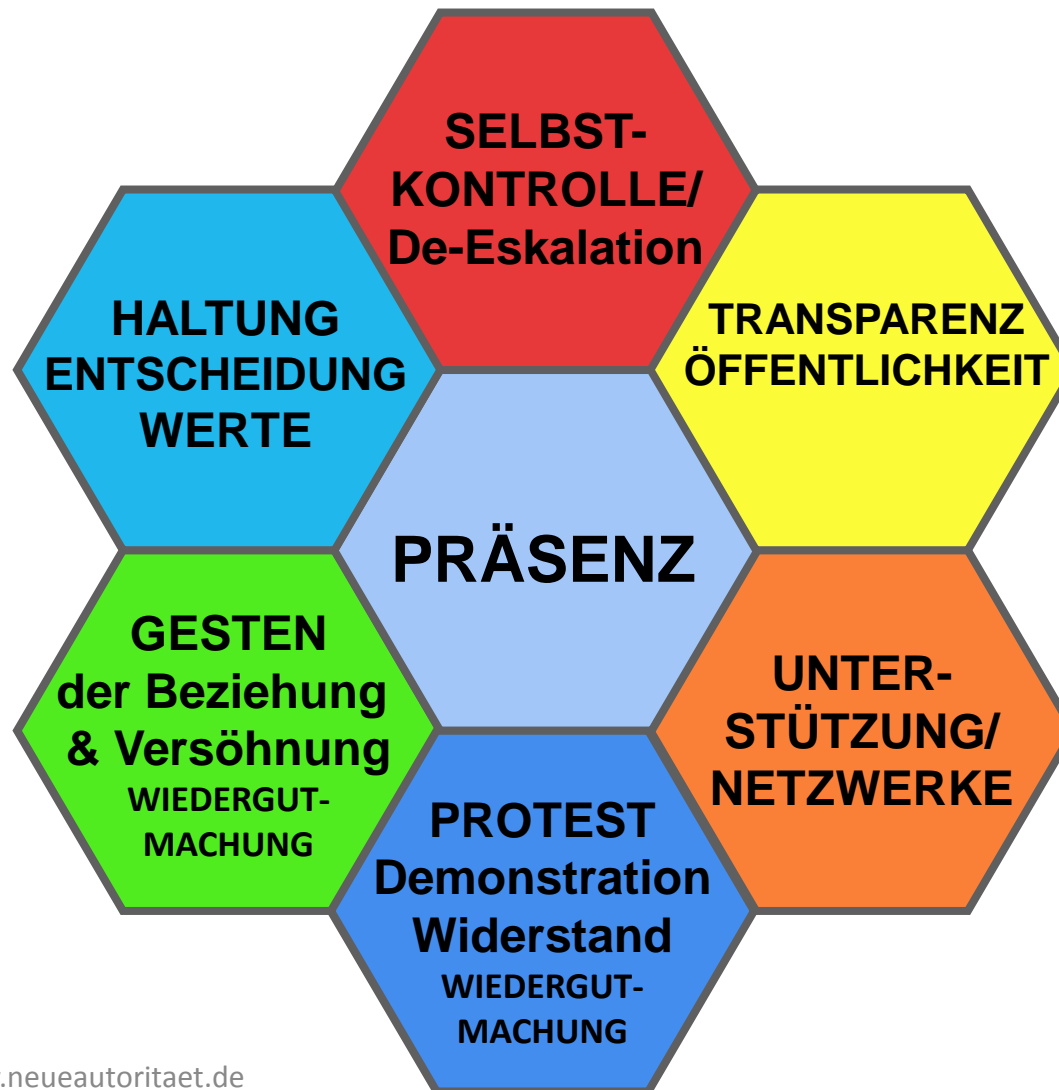 SELBST-
KONTROLLE/
De-Eskalation
HALTUNG
ENTSCHEIDUNG
WERTE
TRANSPARENZ
ÖFFENTLICHKEIT
PRÄSENZ
GESTEN
der Beziehung
& Versöhnung
WIEDERGUT-
MACHUNG
UNTER-
STÜTZUNG/
NETZWERKE
PROTEST
Demonstration
Widerstand
WIEDERGUT-
MACHUNG
.neueautoritaet.de